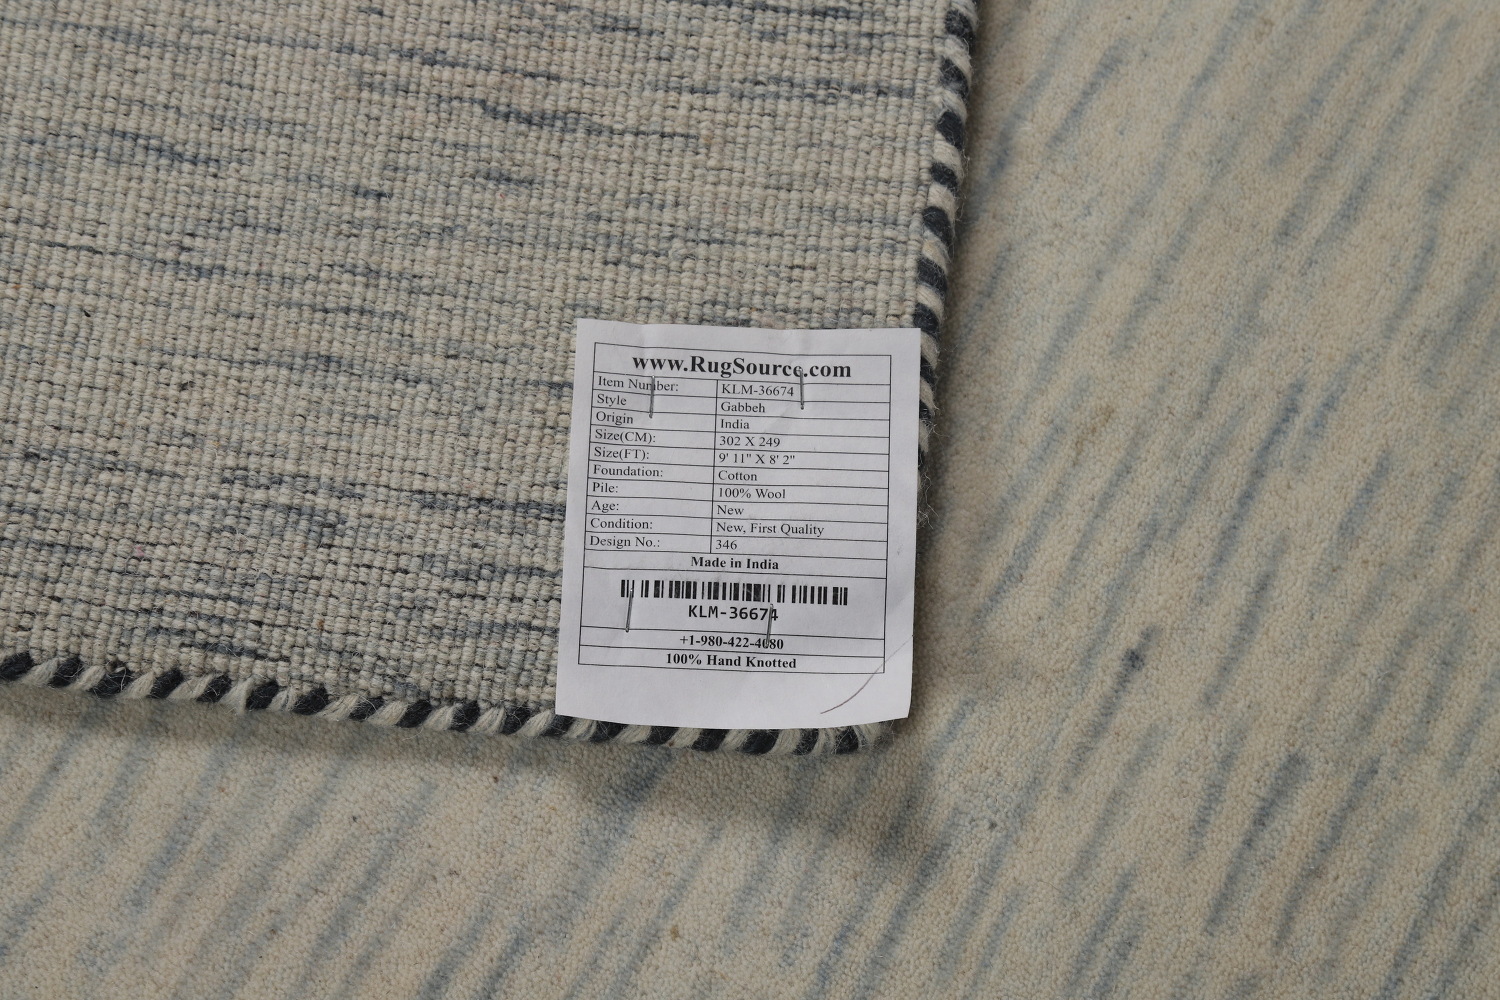 www.RugSource.com
Item Number: KLM-36674
Style Gabbeh
Origin India
Size(CM): 302 X 249
Size(FT): 9' 11" X 8' 2"
Foundation: Cotton
Pile: 100% Wool
Age: New
Condition: New, First Quality
Design No.: 346
Made in India
KLM-36674
+1-980-422-4080
100% Hand Knotted